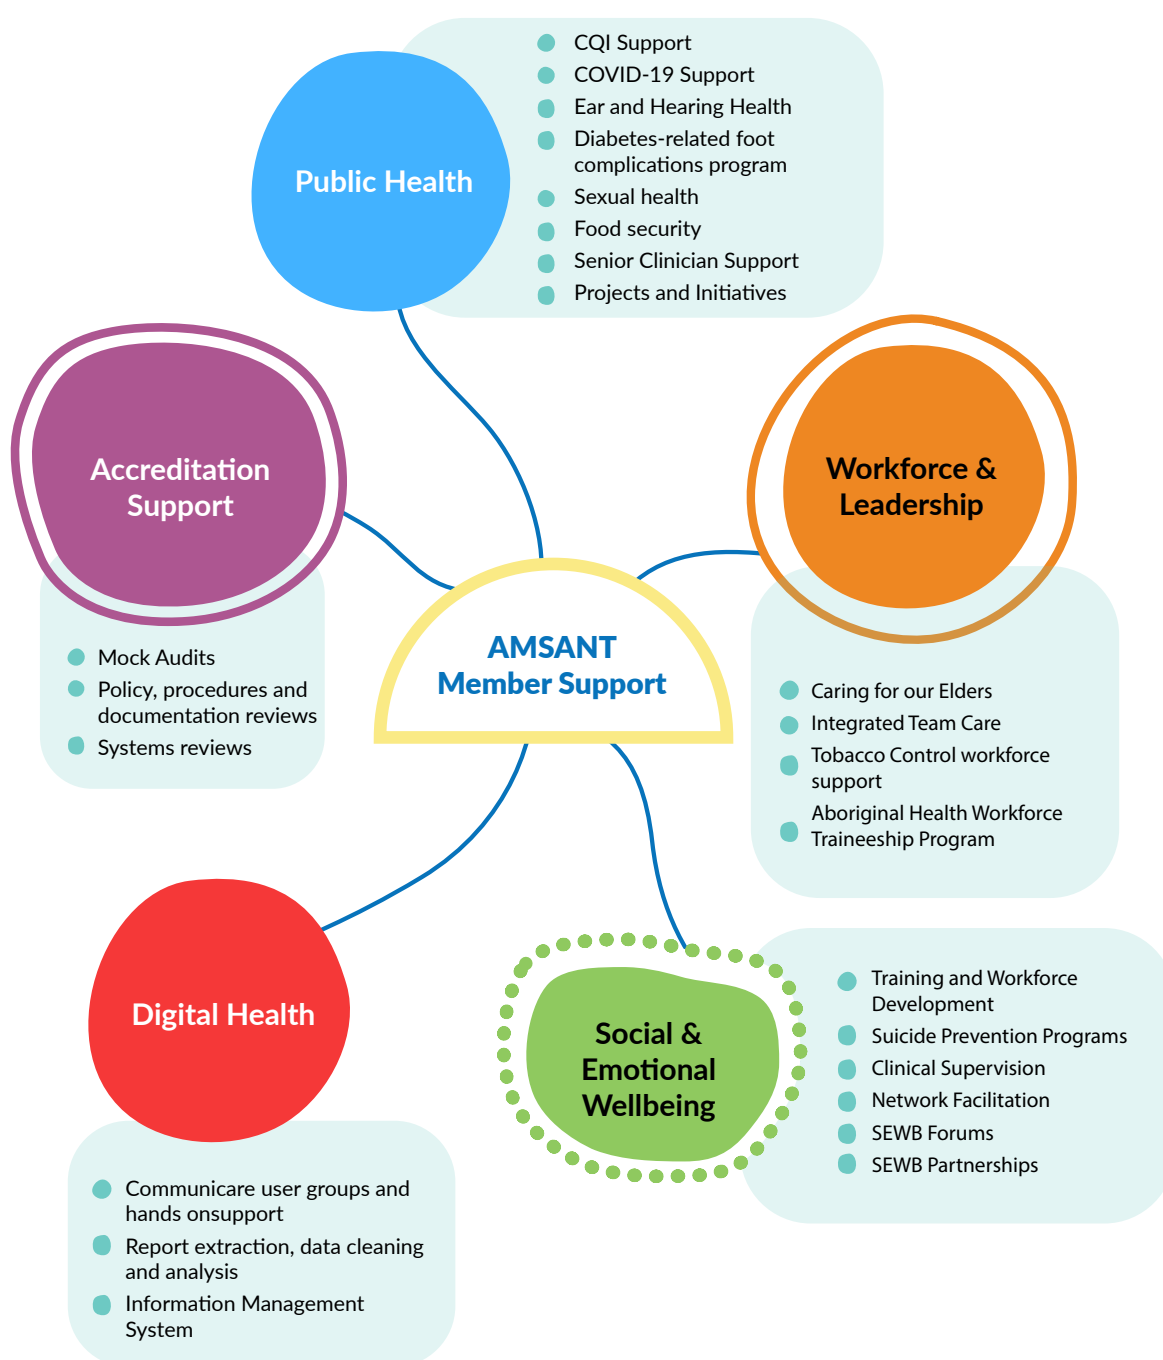 Public Health
CQI Support
COVID-19 Support
Ear and Hearing Health
Diabetes-related foot
complications program
Sexual health
Food security
Senior Clinician Support
Projects and Initiatives
Accreditation
Support
Mock Audits
Policy, procedures and
documentation reviews
Systems reviews
Workforce &
Leadership
Caring for our Elders
Integrated Team Care
Tobacco Control workforce
support
Aboriginal Health Workforce
Traineeship Program
AMSANT
Member Support
Digital Health
Communicare user groups and
hands onsupport
Report extraction, data cleaning
and analysis
Information Management
System
Social &
Emotional
Wellbeing
Training and Workforce
Development
Suicide Prevention Programs
Clinical Supervision
Network Facilitation
SEWB Forums
SEWB Partnerships